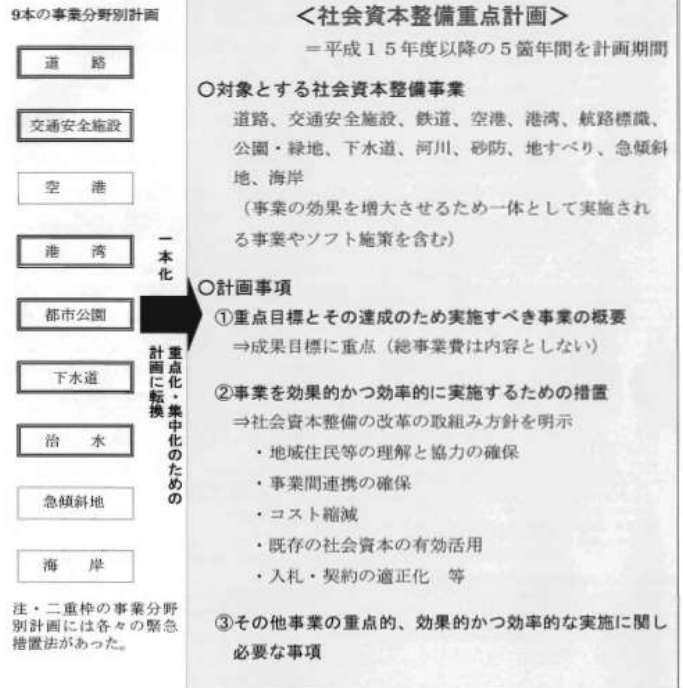 9本の事業分野別計画
道 路
交通安全施設
空 港
港 湾
都市公園
下水道
治 水
急傾斜地
海 岸
注・二重枠の事業分野
別計画には各々の緊急
措置法があった。
一本化
重点化・集中化のための
計画に転換
<社会資本整備重点計画>
=平成15年度以降の5箇年間を計画期間
○対象とする社会資本整備事業
道路、交通安全施設、鉄道、空港、港湾、航路標識、
公園・緑地、下水道、河川、砂防、地すべり、急傾斜
地、海岸
(事業の効果を増大させるため一体として実施され
る事業やソフト施策を含む)
○計画事項
①重点目標とその達成のため実施すべき事業の概要
⇒成果目標に重点(総事業費は内容としない)
②事業を効果的かつ効率的に実施するための措置
⇒社会資本整備の改革の取組み方針を明示
・地域住民等の理解と協力の確保
・事業間連携の確保
・コスト縮減
・既存の社会資本の有効活用
・入札・契約の適正化 等
③その他事業の重点的、効果的かつ効率的な実施に関し
必要な事項